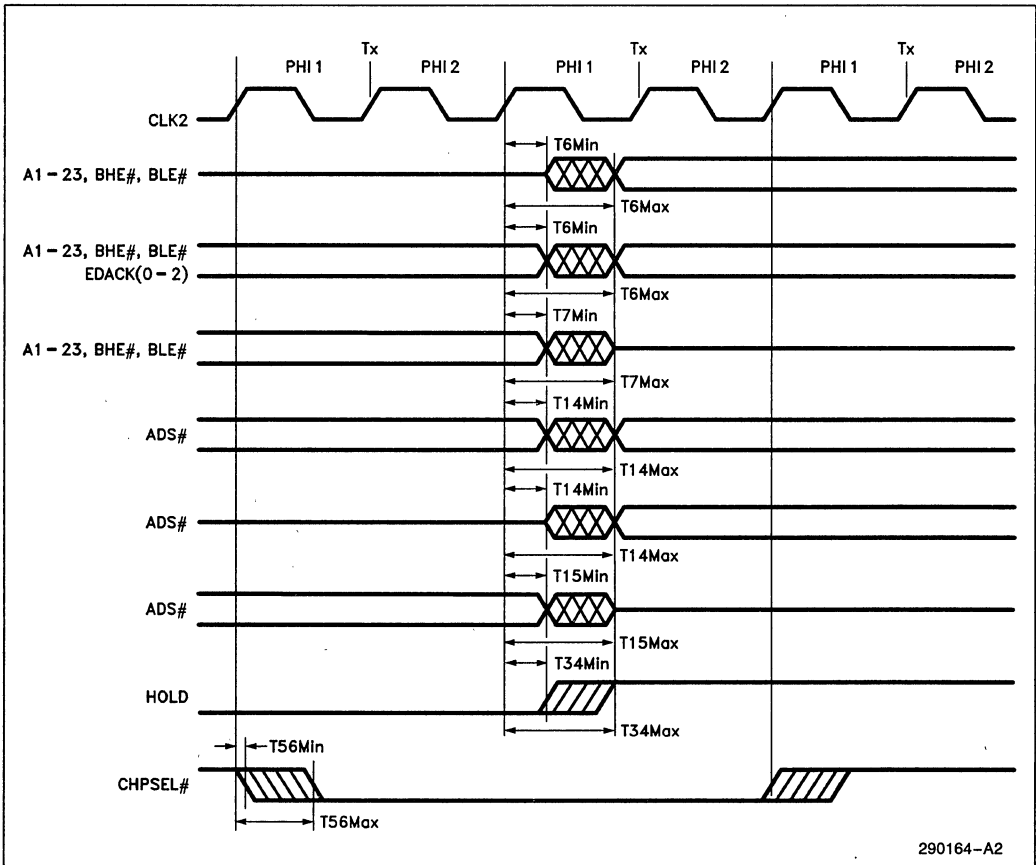 Tx Tx Tx
PHI 1 PHI 2 PHI 1 PHI 2 PHI 1 PHI 2
CLK2
T6Min
A1–23, BHE#, BLE#
T6Max
T6Min
A1–23, BHE#, BLE#
EDACK(0–2)
T6Max
T7Min
A1–23, BHE#, BLE#
T7Max
T14Min
ADS#
T14Max
T14Min
ADS#
T14Max
T15Min
ADS#
T15Max
T34Min
HOLD
T34Max
T56Min
CHPSEL#
T56Max
290164–A2